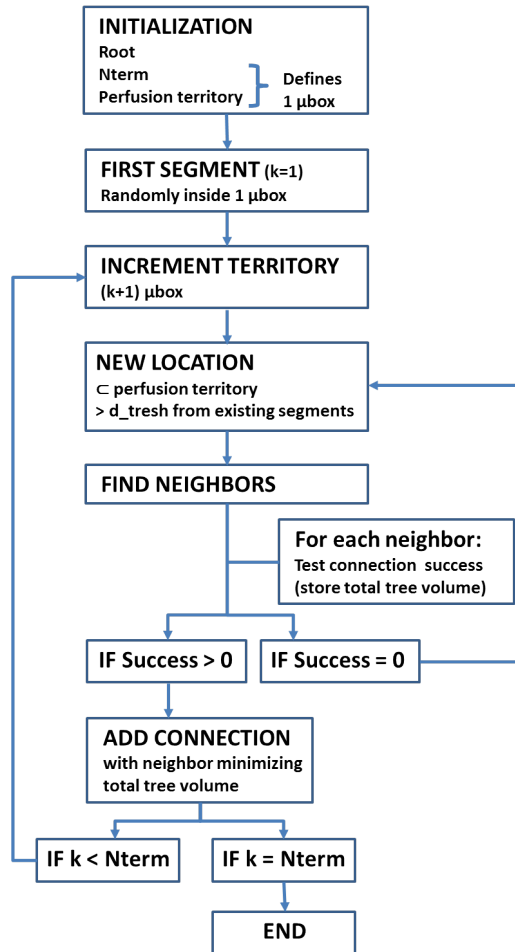 INITIALIZATION
Root
Nterm
Perfusion territory
Defines
1 µbox
FIRST SEGMENT (k=1)
Randomly inside 1 µbox
INCREMENT TERRITORY
(k+1) µbox
NEW LOCATION
⊂ perfusion territory
> d_tresh from existing segments
FIND NEIGHBORS
For each neighbor:
Test connection success
(store total tree volume)
IF Success > 0
IF Success = 0
ADD CONNECTION
with neighbor minimizing
total tree volume
IF k < Nterm
IF k = Nterm
END